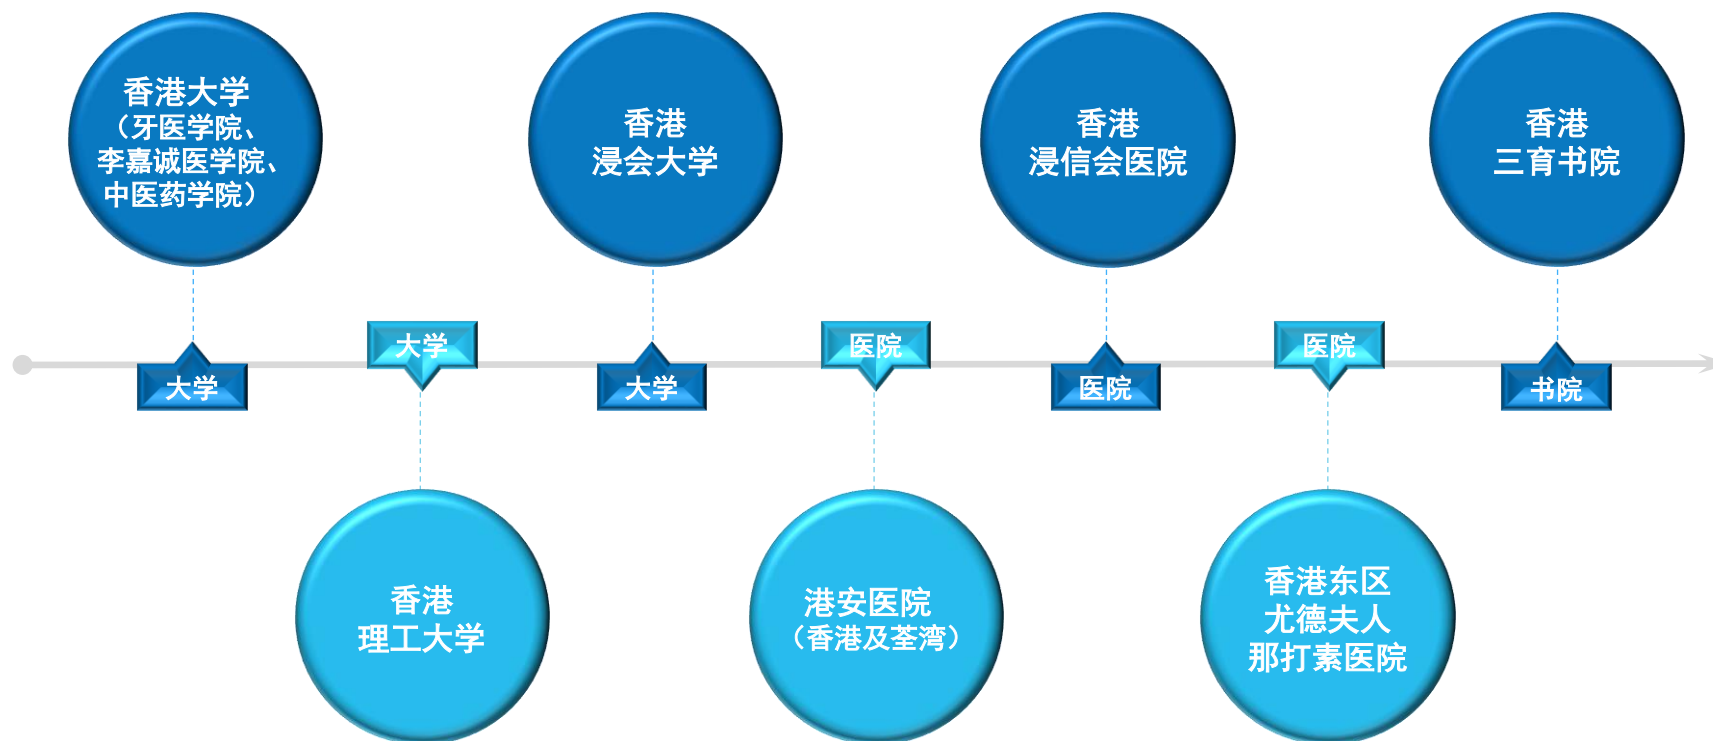 香港大学
（牙医学院、
李嘉诚医学院、
中医药学院）
香港
浸会大学
香港
浸信会医院
香港
三育书院
大学
大学
大学
医院
医院
医院
书院
香港
理工大学
港安医院
（香港及荃湾）
香港东区
尤德夫人
那打素医院